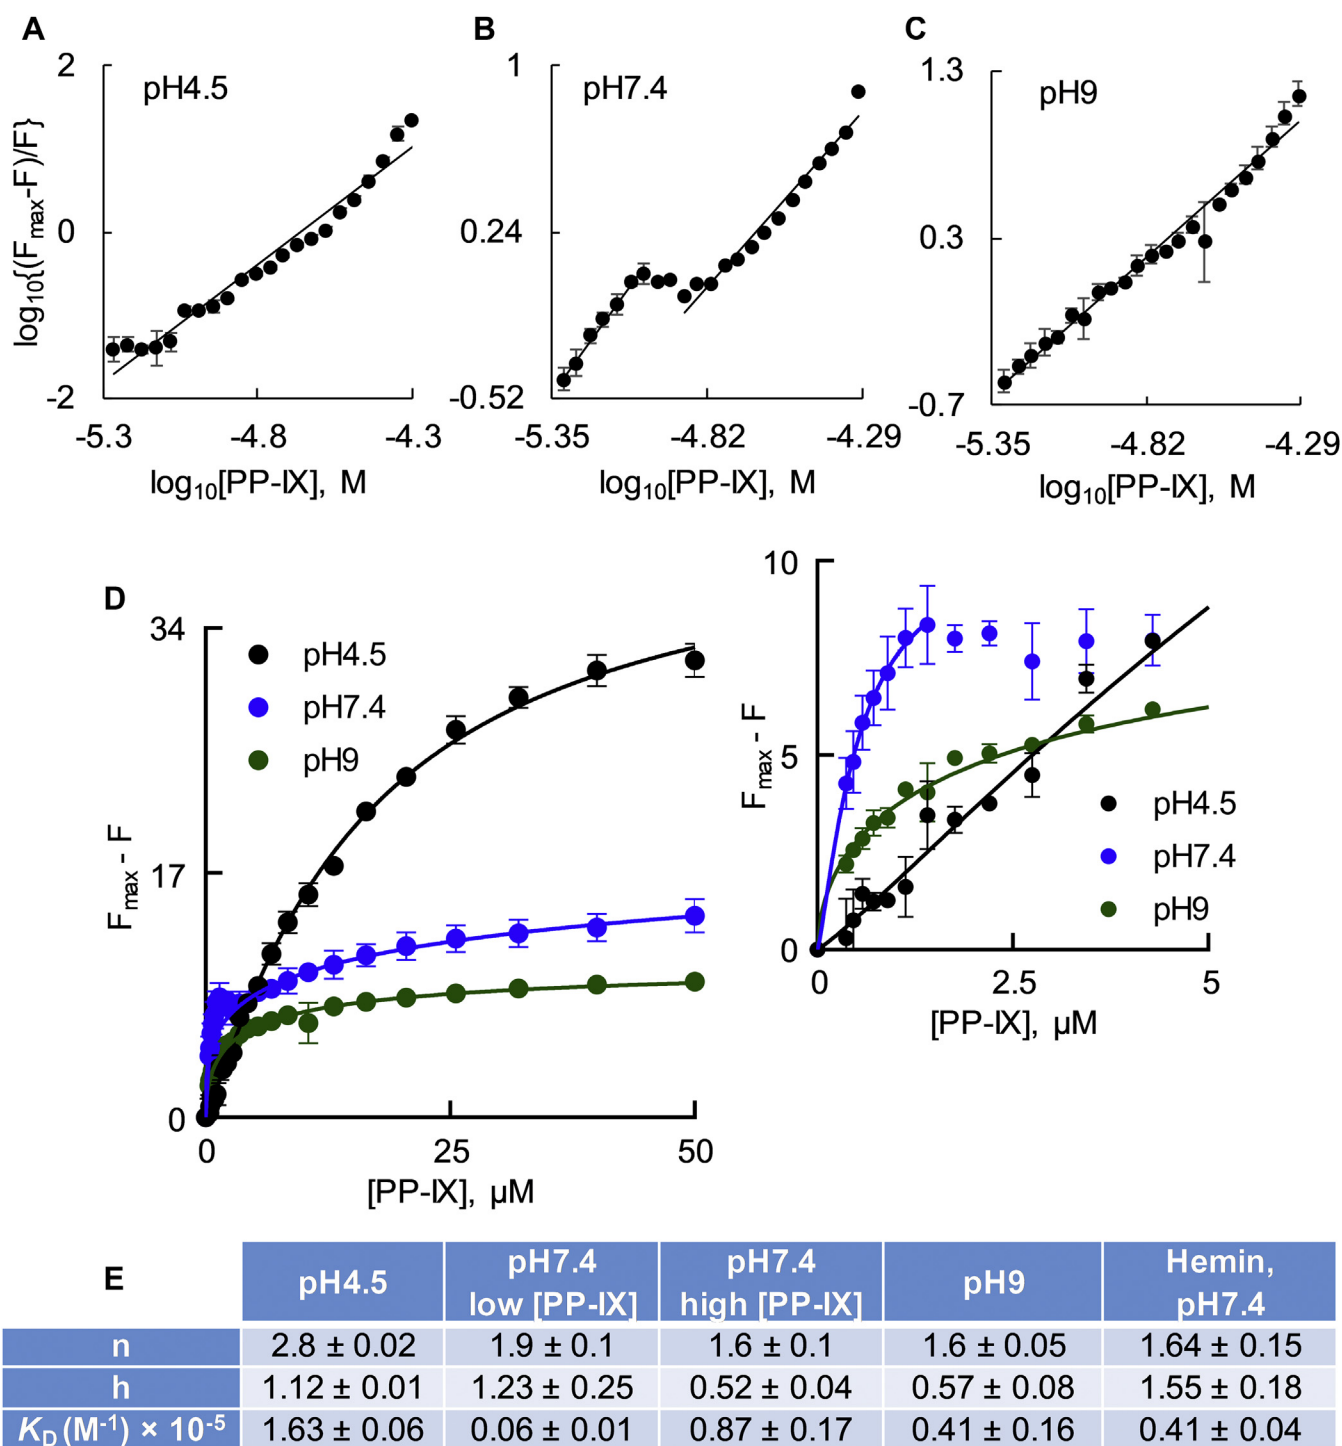 A
B
C
2
0
-2
log10{(Fmax-F)/F}
pH4.5
-5.3
-4.8
-4.3
log10[PP-IX], M
1
0.24
-0.52
pH7.4
-5.35
-4.82
-4.29
log10[PP-IX], M
1.3
0.3
-0.7
pH9
-5.35
-4.82
-4.29
log10[PP-IX], M
D
34
17
0
Fmax - F
pH4.5
pH7.4
pH9
0
25
50
[PP-IX], μM
10
5
0
Fmax - F
pH4.5
pH7.4
pH9
0
2.5
5
[PP-IX], μM
E
pH4.5
pH7.4
low [PP-IX]
pH7.4
high [PP-IX]
pH9
Hemin,
pH7.4
n 2.8 ± 0.02 1.9 ± 0.1 1.6 ± 0.1 1.6 ± 0.05 1.64 ± 0.15
h 1.12 ± 0.01 1.23 ± 0.25 0.52 ± 0.04 0.57 ± 0.08 1.55 ± 0.18
KD (M-1) × 10-5 1.63 ± 0.06 0.06 ± 0.01 0.87 ± 0.17 0.41 ± 0.16 0.41 ± 0.04